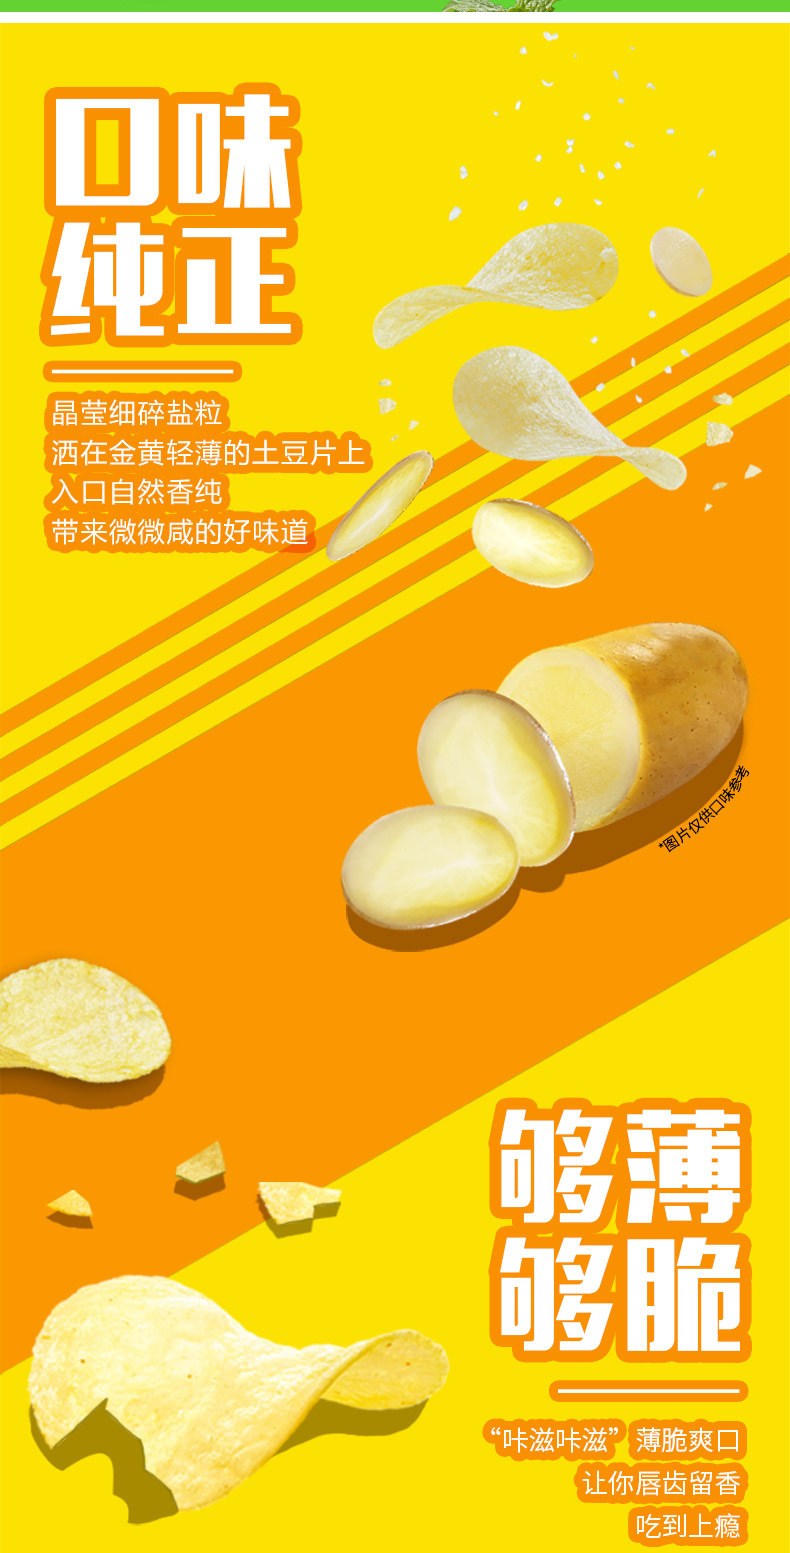 口味
纯正
晶莹细碎盐粒
洒在金黄轻薄的土豆片上
入口自然香纯
带来微微咸的好味道
*图片仅供口味参考
够薄
够脆
“咔滋咔滋”薄脆爽口
让你唇齿留香
吃到上瘾